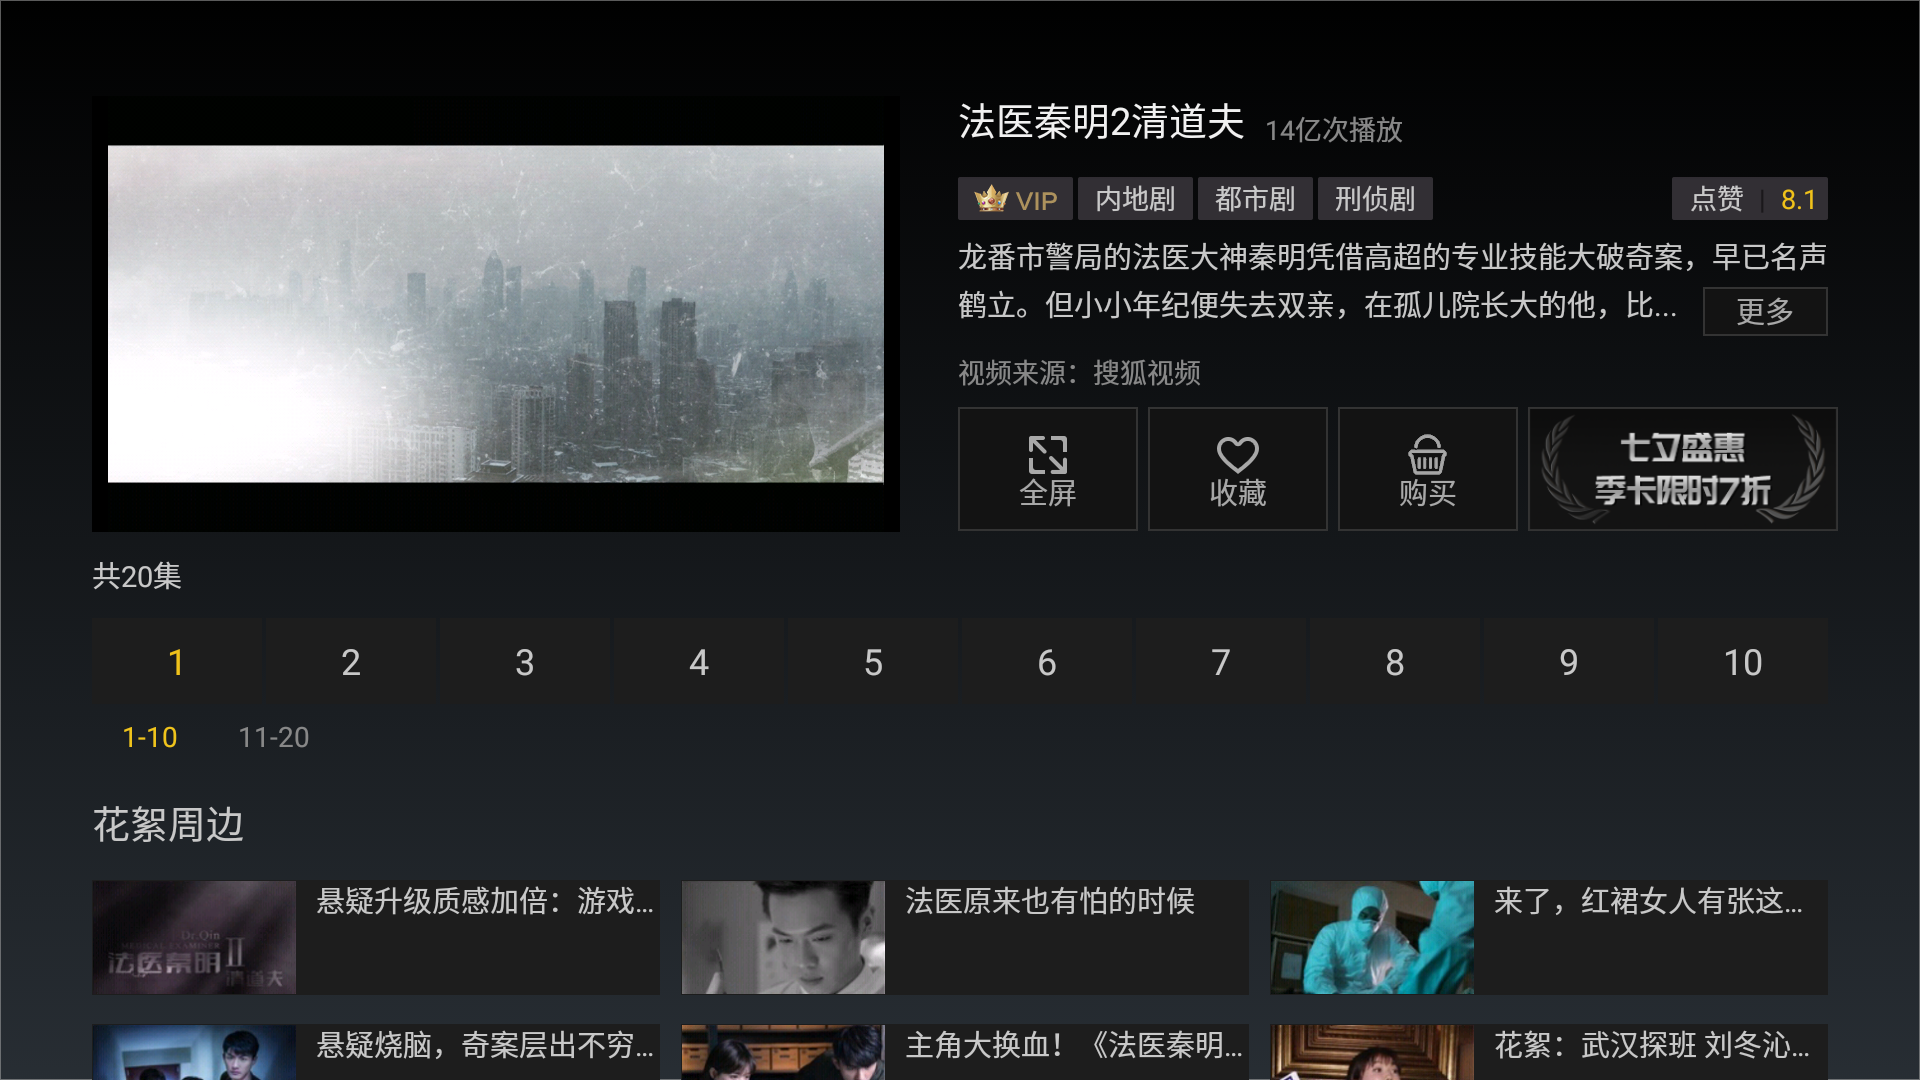 法医秦明2清道夫 14亿次播放
VIP 内地剧 都市剧 刑侦剧 点赞 8.1
龙番市警局的法医大神秦明凭借高超的专业技能大破奇案，早已名声
鹤立。但小小年纪便失去双亲，在孤儿院长大的他，比... 更多
视频来源：搜狐视频
全屏 收藏 购买
七夕盛惠
季卡限时7折
共20集
1 2 3 4 5 6 7 8 9 10
1-10 11-20
花絮周边
悬疑升级质感加倍：游戏...
Dr.Qin
MEDICAL EXAMINER
法医秦明II
清道夫
法医原来也有怕的时候
来了，红裙女人有张这...
悬疑烧脑，奇案层出不穷...
主角大换血！《法医秦明...
花絮：武汉探班 刘冬沁...